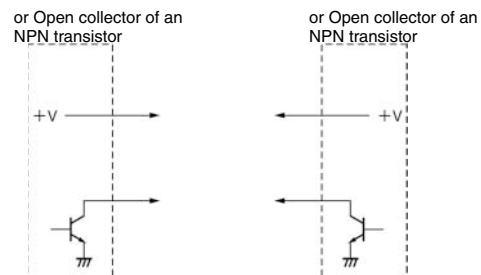 or Open collector of an
NPN transistor
+V
or Open collector of an
NPN transistor
+V